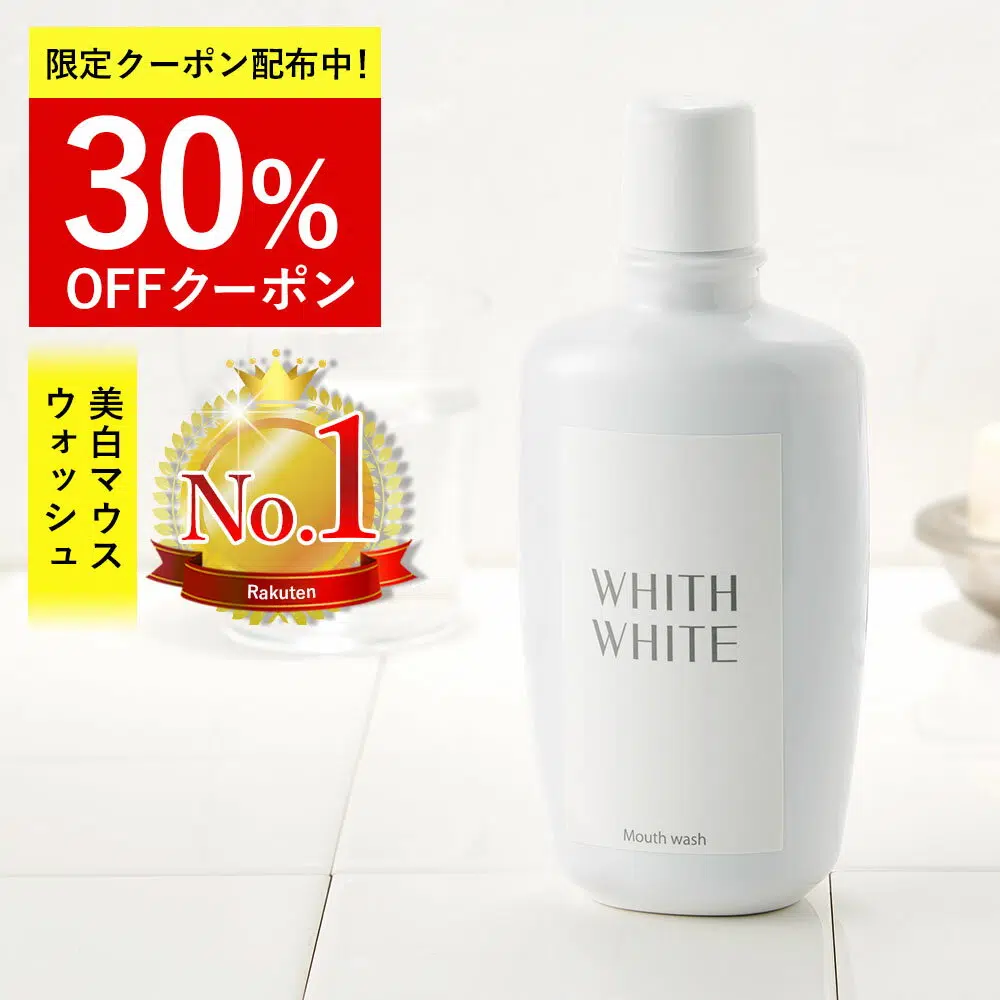 限定クーポン配布中！
30%
OFFクーポン
美白マウス
ウォッシュ
No.1
Rakuten
WHITH
WHITE
Mouth wash